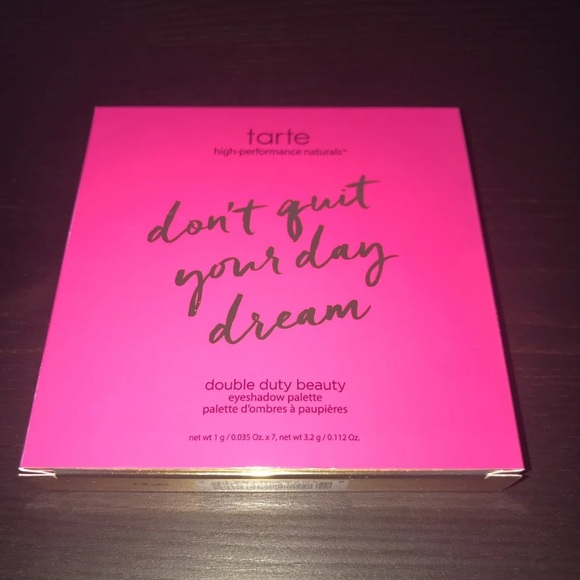 tarte
high-performance naturals™
don't quit
your day
dream
double duty beauty
eyeshadow palette
palette d'ombres à paupières
net wt 1 g / 0.035 Oz. x 7, net wt 3.2 g / 0.112 Oz.